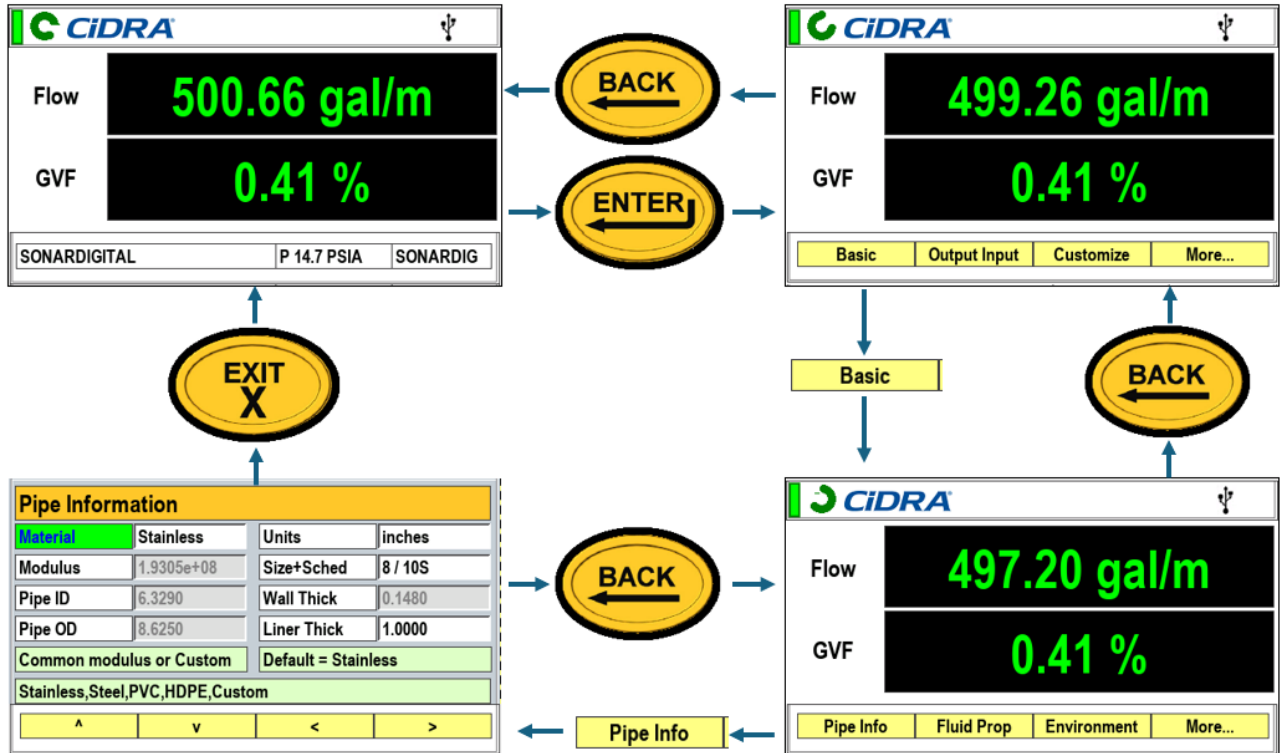 CiDRA
Flow 500.66 gal/m
GVF 0.41 %
SONARDIGITAL P 14.7 PSIA SONARDIG
BACK
ENTER
CiDRA
Flow 499.26 gal/m
GVF 0.41 %
Basic Output Input Customize More...
EXIT
X
Basic
BACK
Pipe Information
Material Stainless Units inches
Modulus 1.9305e+08 Size+Sched 8 / 10S
Pipe ID 6.3290 Wall Thick 0.1480
Pipe OD 8.6250 Liner Thick 1.0000
Common modulus or Custom Default = Stainless
Stainless,Steel,PVC,HDPE,Custom
^ v < >
BACK
Pipe Info
CiDRA
Flow 497.20 gal/m
GVF 0.41 %
Pipe Info Fluid Prop Environment More...